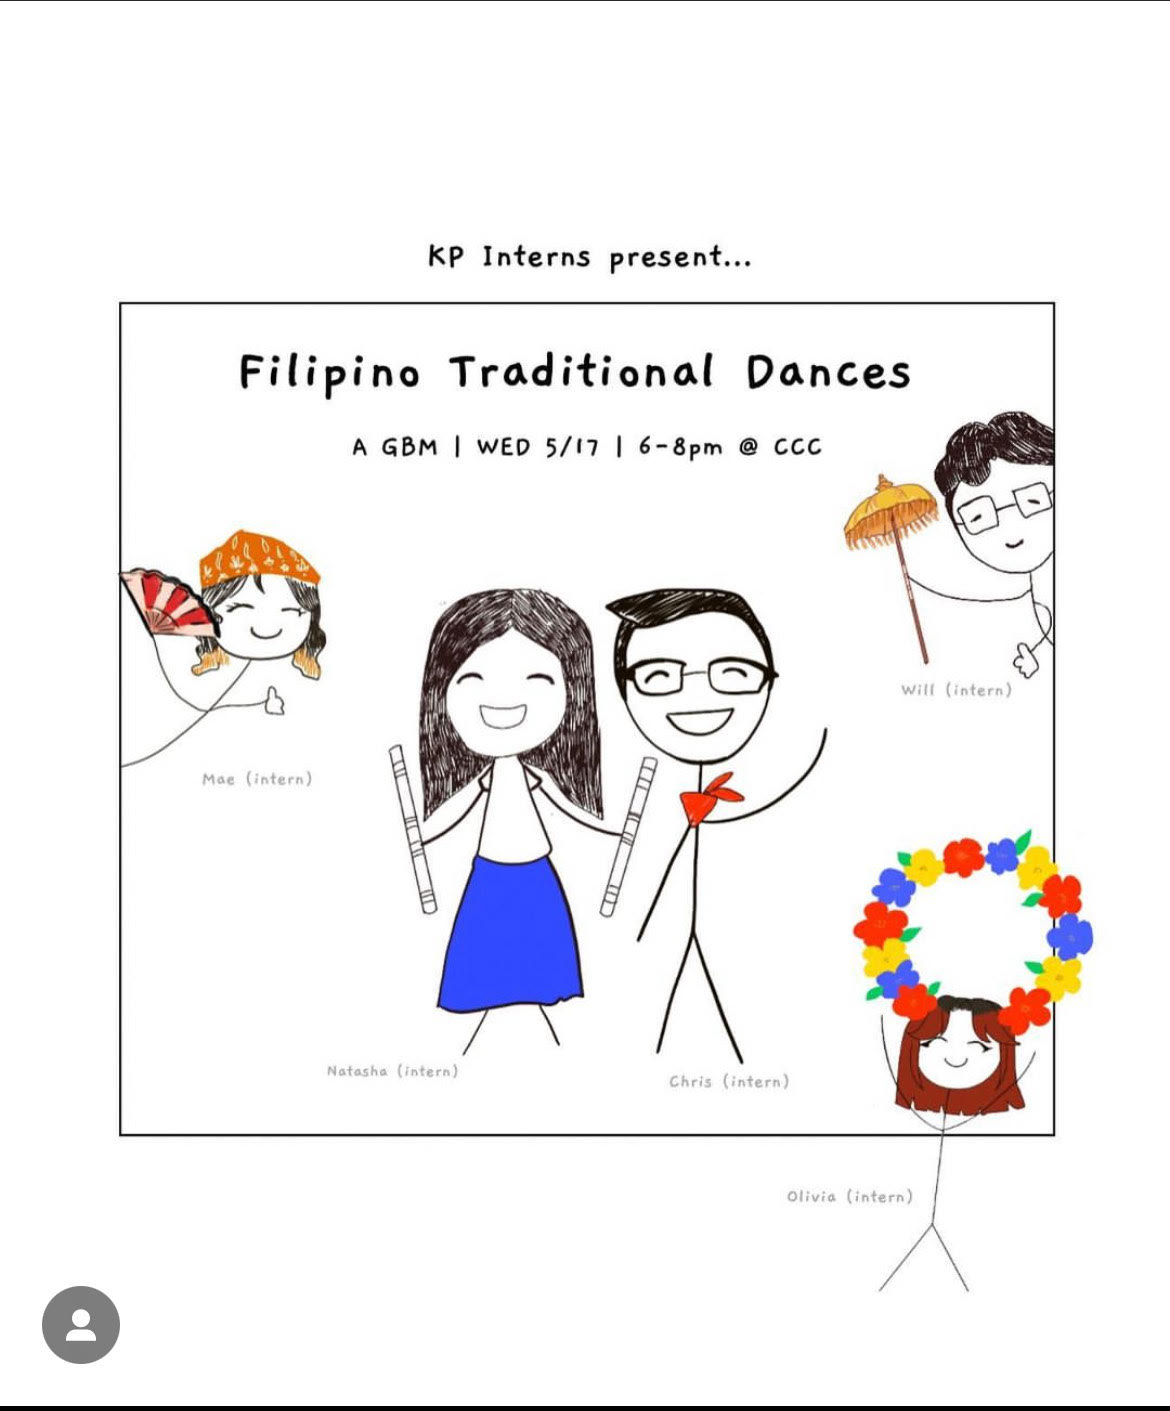 KP Interns present...
Filipino Traditional Dances
A GBM | WED 5/17 | 6-8pm @ CCC
Will (intern)
Mae (intern)
Natasha (intern)
Chris (intern)
Olivia (intern)